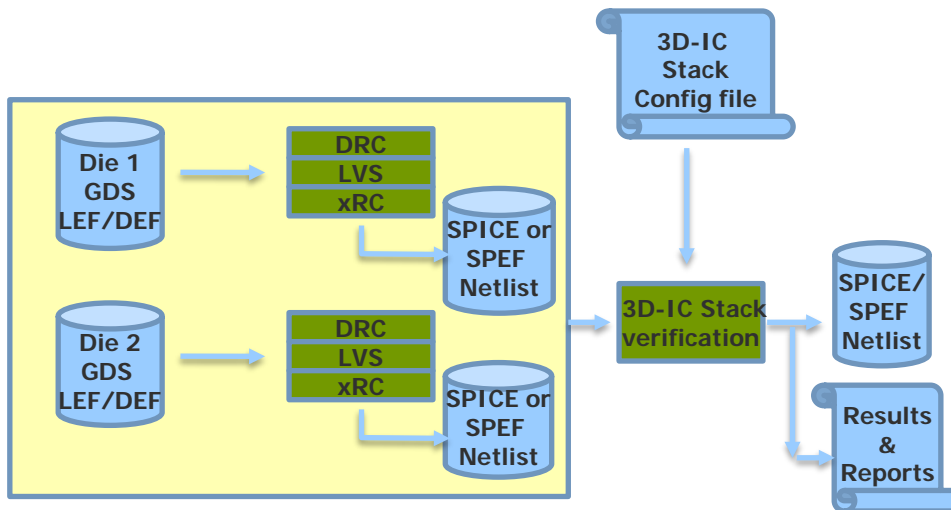 3D-IC
Stack
Config file
Die 1
GDS
LEF/DEF
DRC
LVS
xRC
SPICE or
SPEF
Netlist
Die 2
GDS
LEF/DEF
DRC
LVS
xRC
SPICE or
SPEF
Netlist
3D-IC Stack
verification
SPICE/
SPEF
Netlist
Results
&
Reports